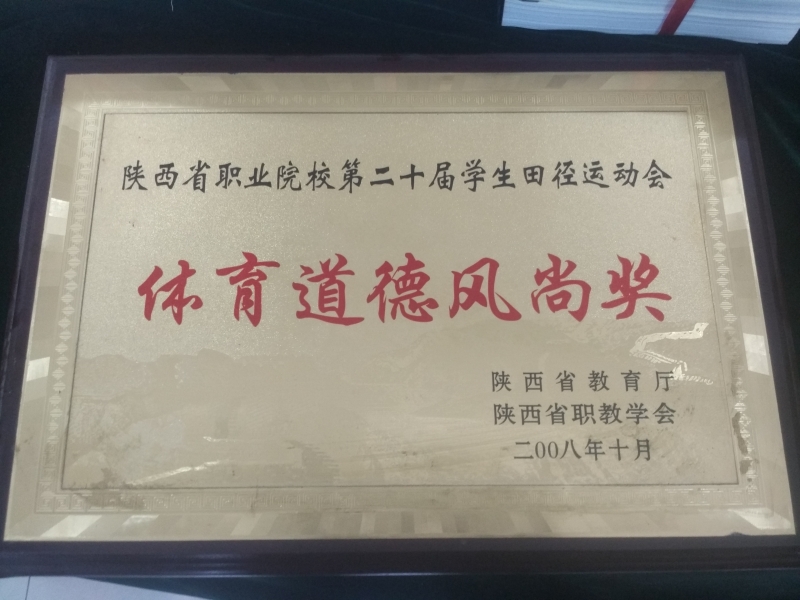 陕西省职业院校第二十届学生田径运动会
体育道德风尚奖
陕西省教育厅
陕西省职教学会
二00八年十月